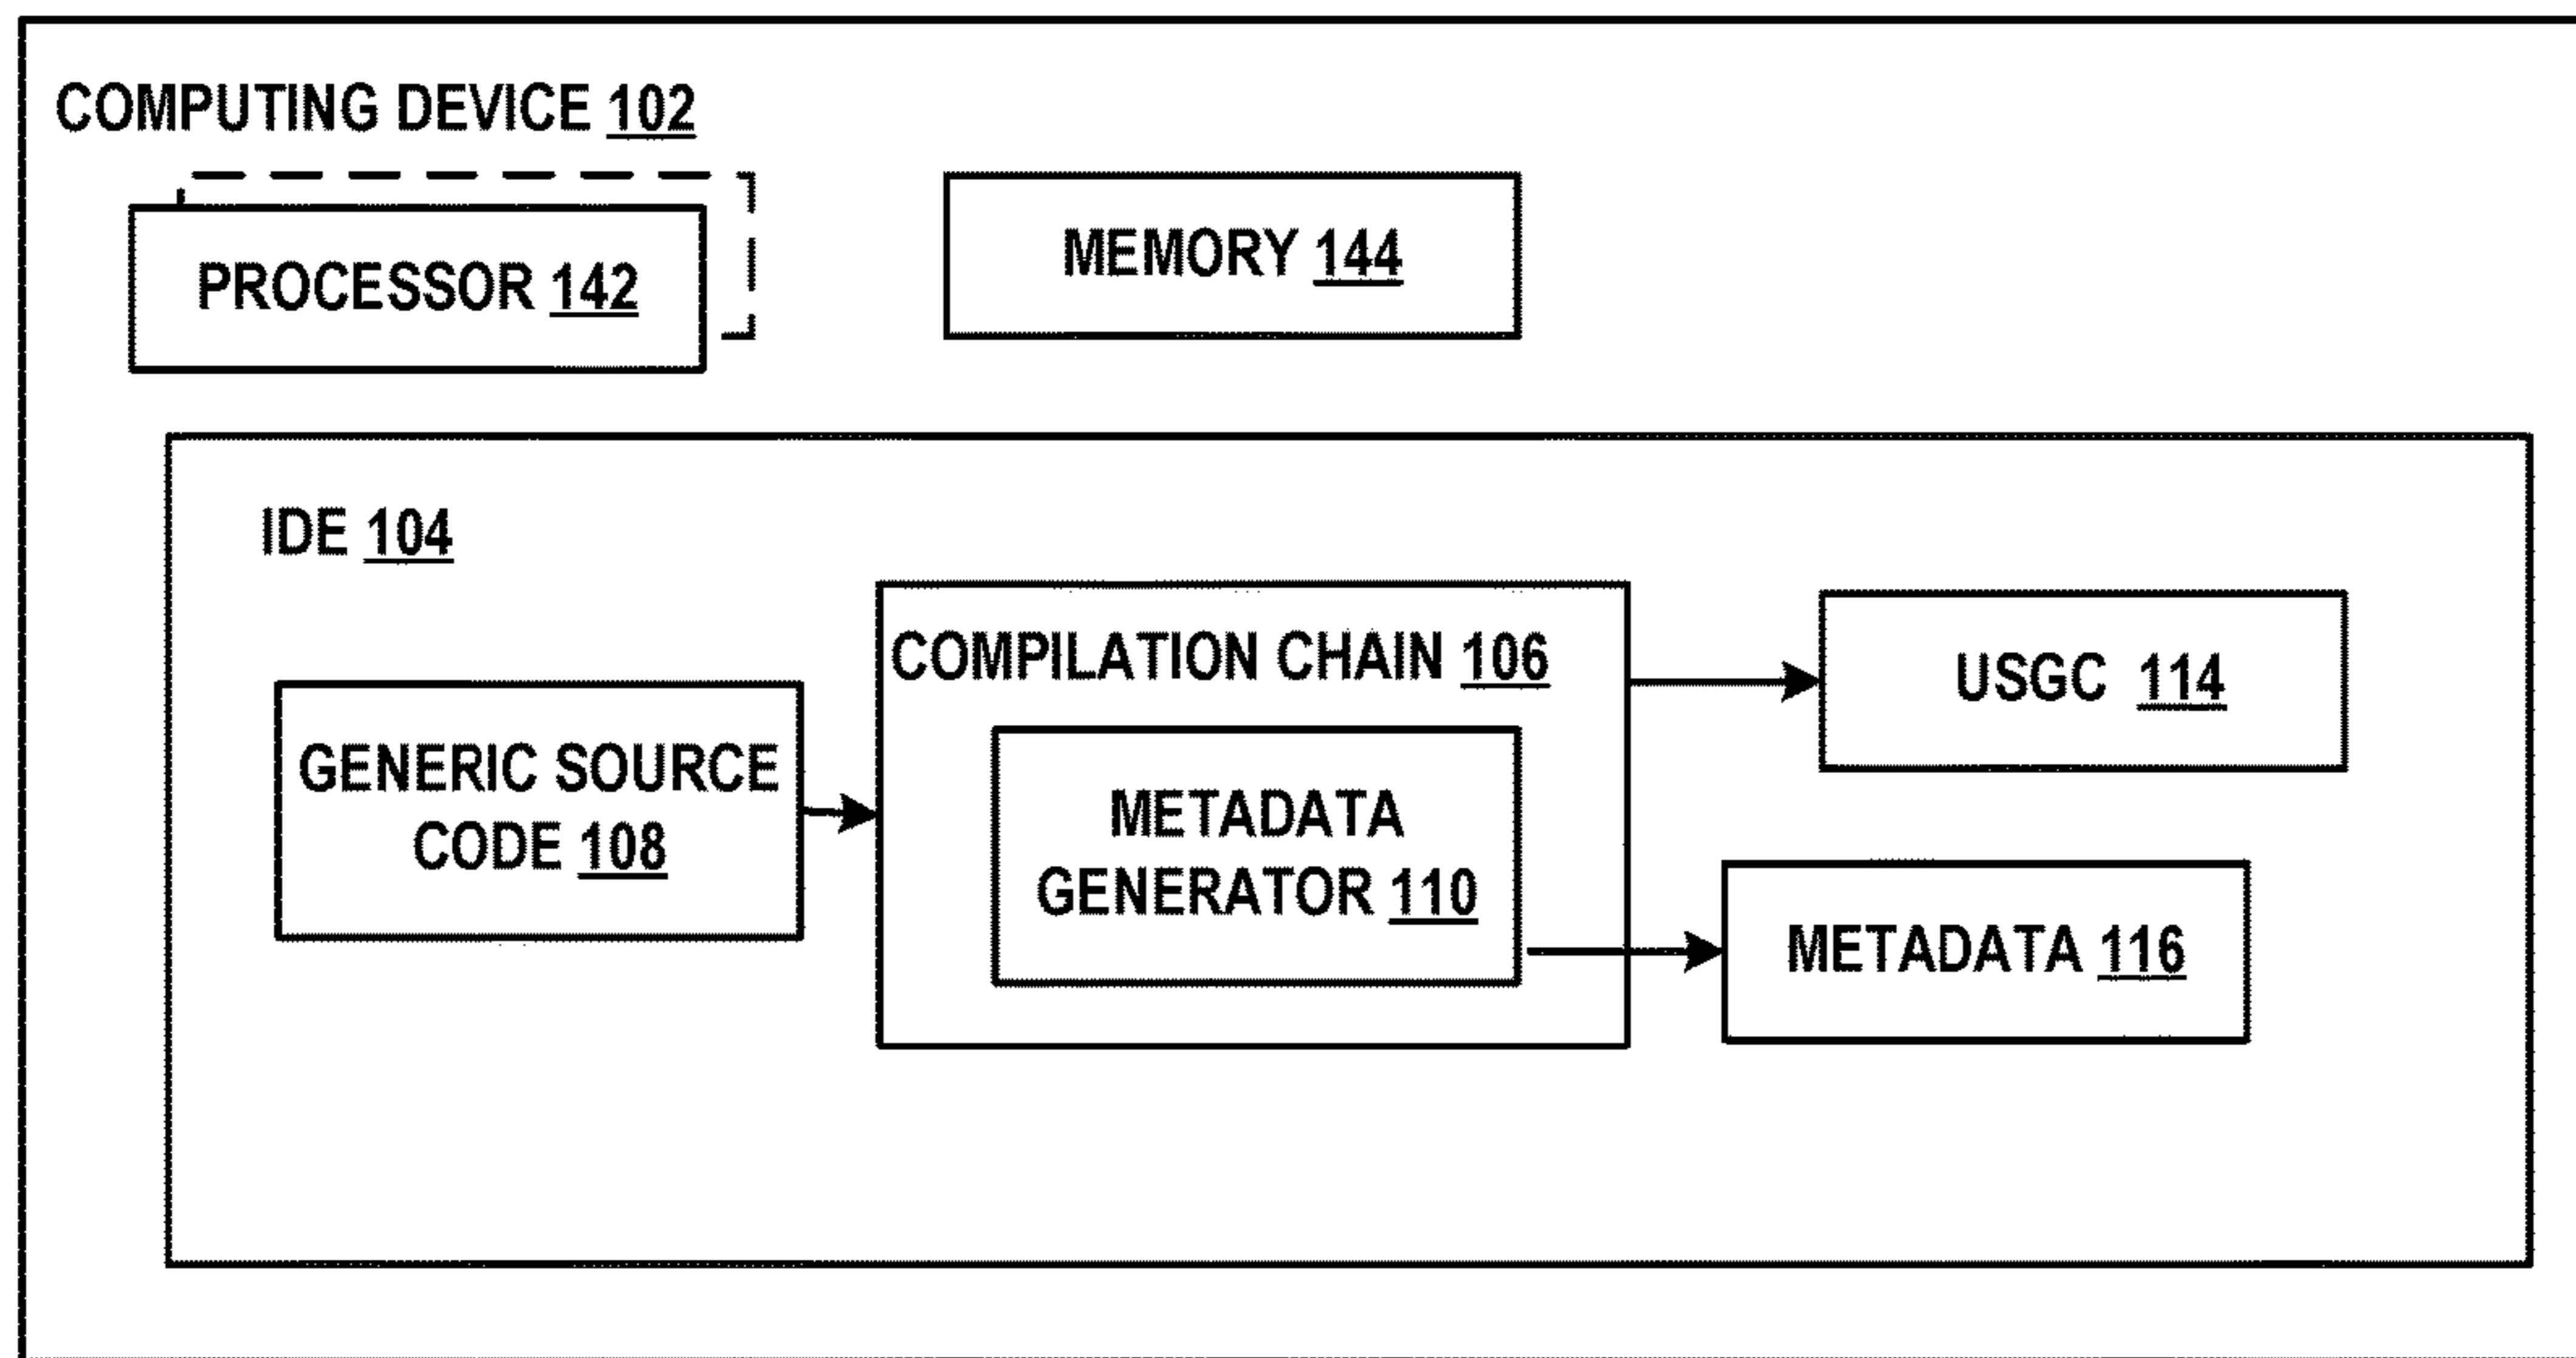 COMPUTING DEVICE 102
PROCESSOR 142
MEMORY 144
IDE 104
GENERIC SOURCE
CODE 108
COMPILATION CHAIN 106
METADATA
GENERATOR 110
USGC 114
METADATA 116